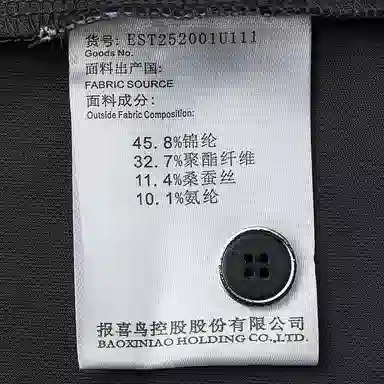 货号: EST252001U111
Goods No.
面料出产国:
FABRIC SOURCE
面料成分:
Outside Fabric Composition:
45.8%锦纶
32.7%聚酯纤维
11.4%桑蚕丝
10.1%氨纶
报喜鸟控股股份有限公司
BAOXINIAO HOLDING CO.,LTD.